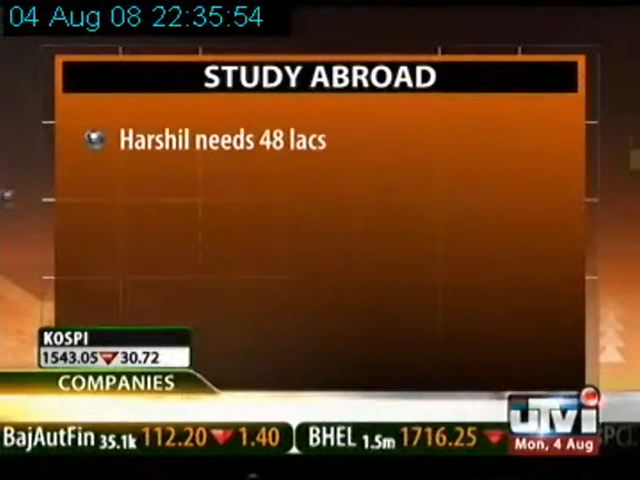 04 Aug 08 22:35:54
STUDY ABROAD
Harshil needs 48 lacs
KOSPI
1543.05 30.72
COMPANIES
BajAutFin 35.1k 112.20 1.40 BHEL 1.5m 1716.25
UTVi
Mon, 4 Aug